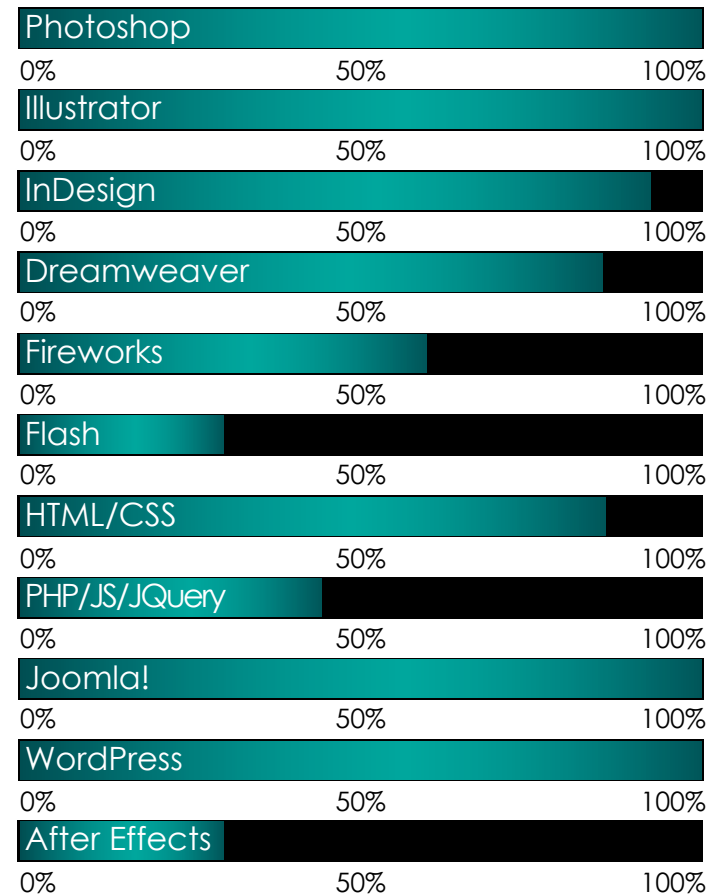 Photoshop
0% 50% 100%
Illustrator
0% 50% 100%
InDesign
0% 50% 100%
Dreamweaver
0% 50% 100%
Fireworks
0% 50% 100%
Flash
0% 50% 100%
HTML/CSS
0% 50% 100%
PHP/JS/JQuery
0% 50% 100%
Joomla!
0% 50% 100%
WordPress
0% 50% 100%
After Effects
0% 50% 100%